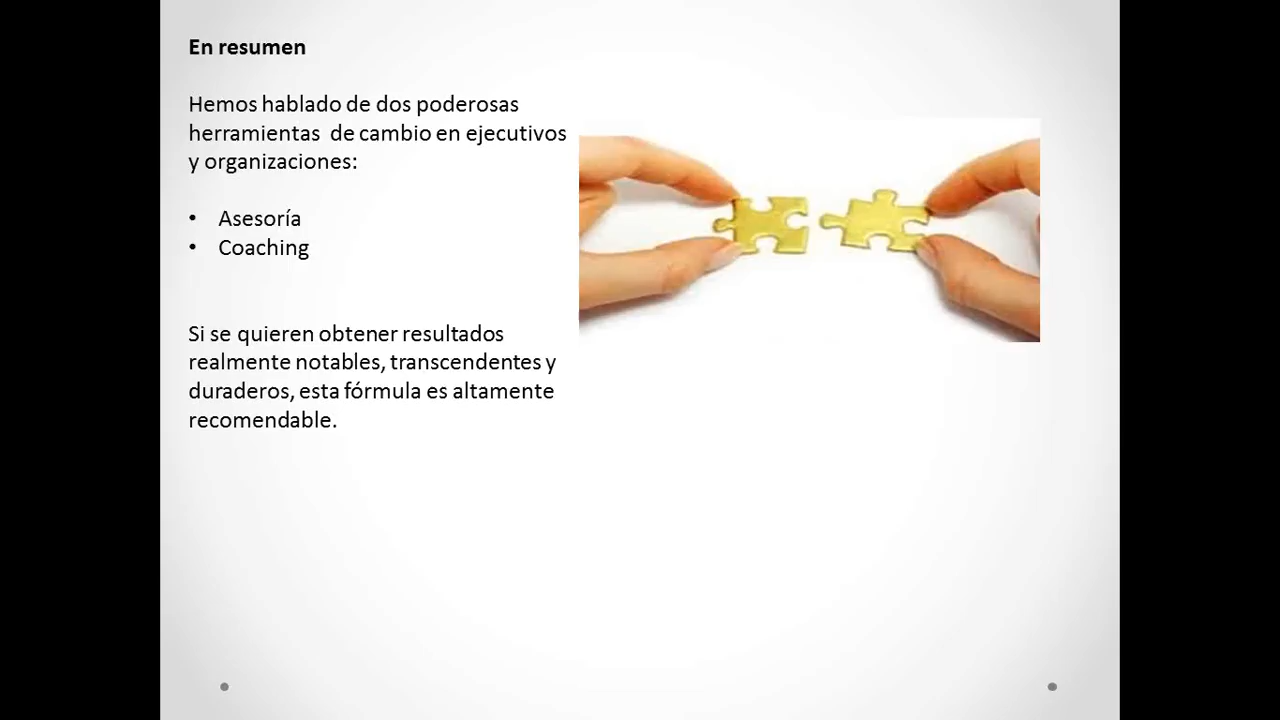 En resumen
Hemos hablado de dos poderosas
herramientas de cambio en ejecutivos
y organizaciones:
• Asesoría
• Coaching
Si se quieren obtener resultados
realmente notables, transcendentes y
duraderos, esta fórmula es altamente
recomendable.